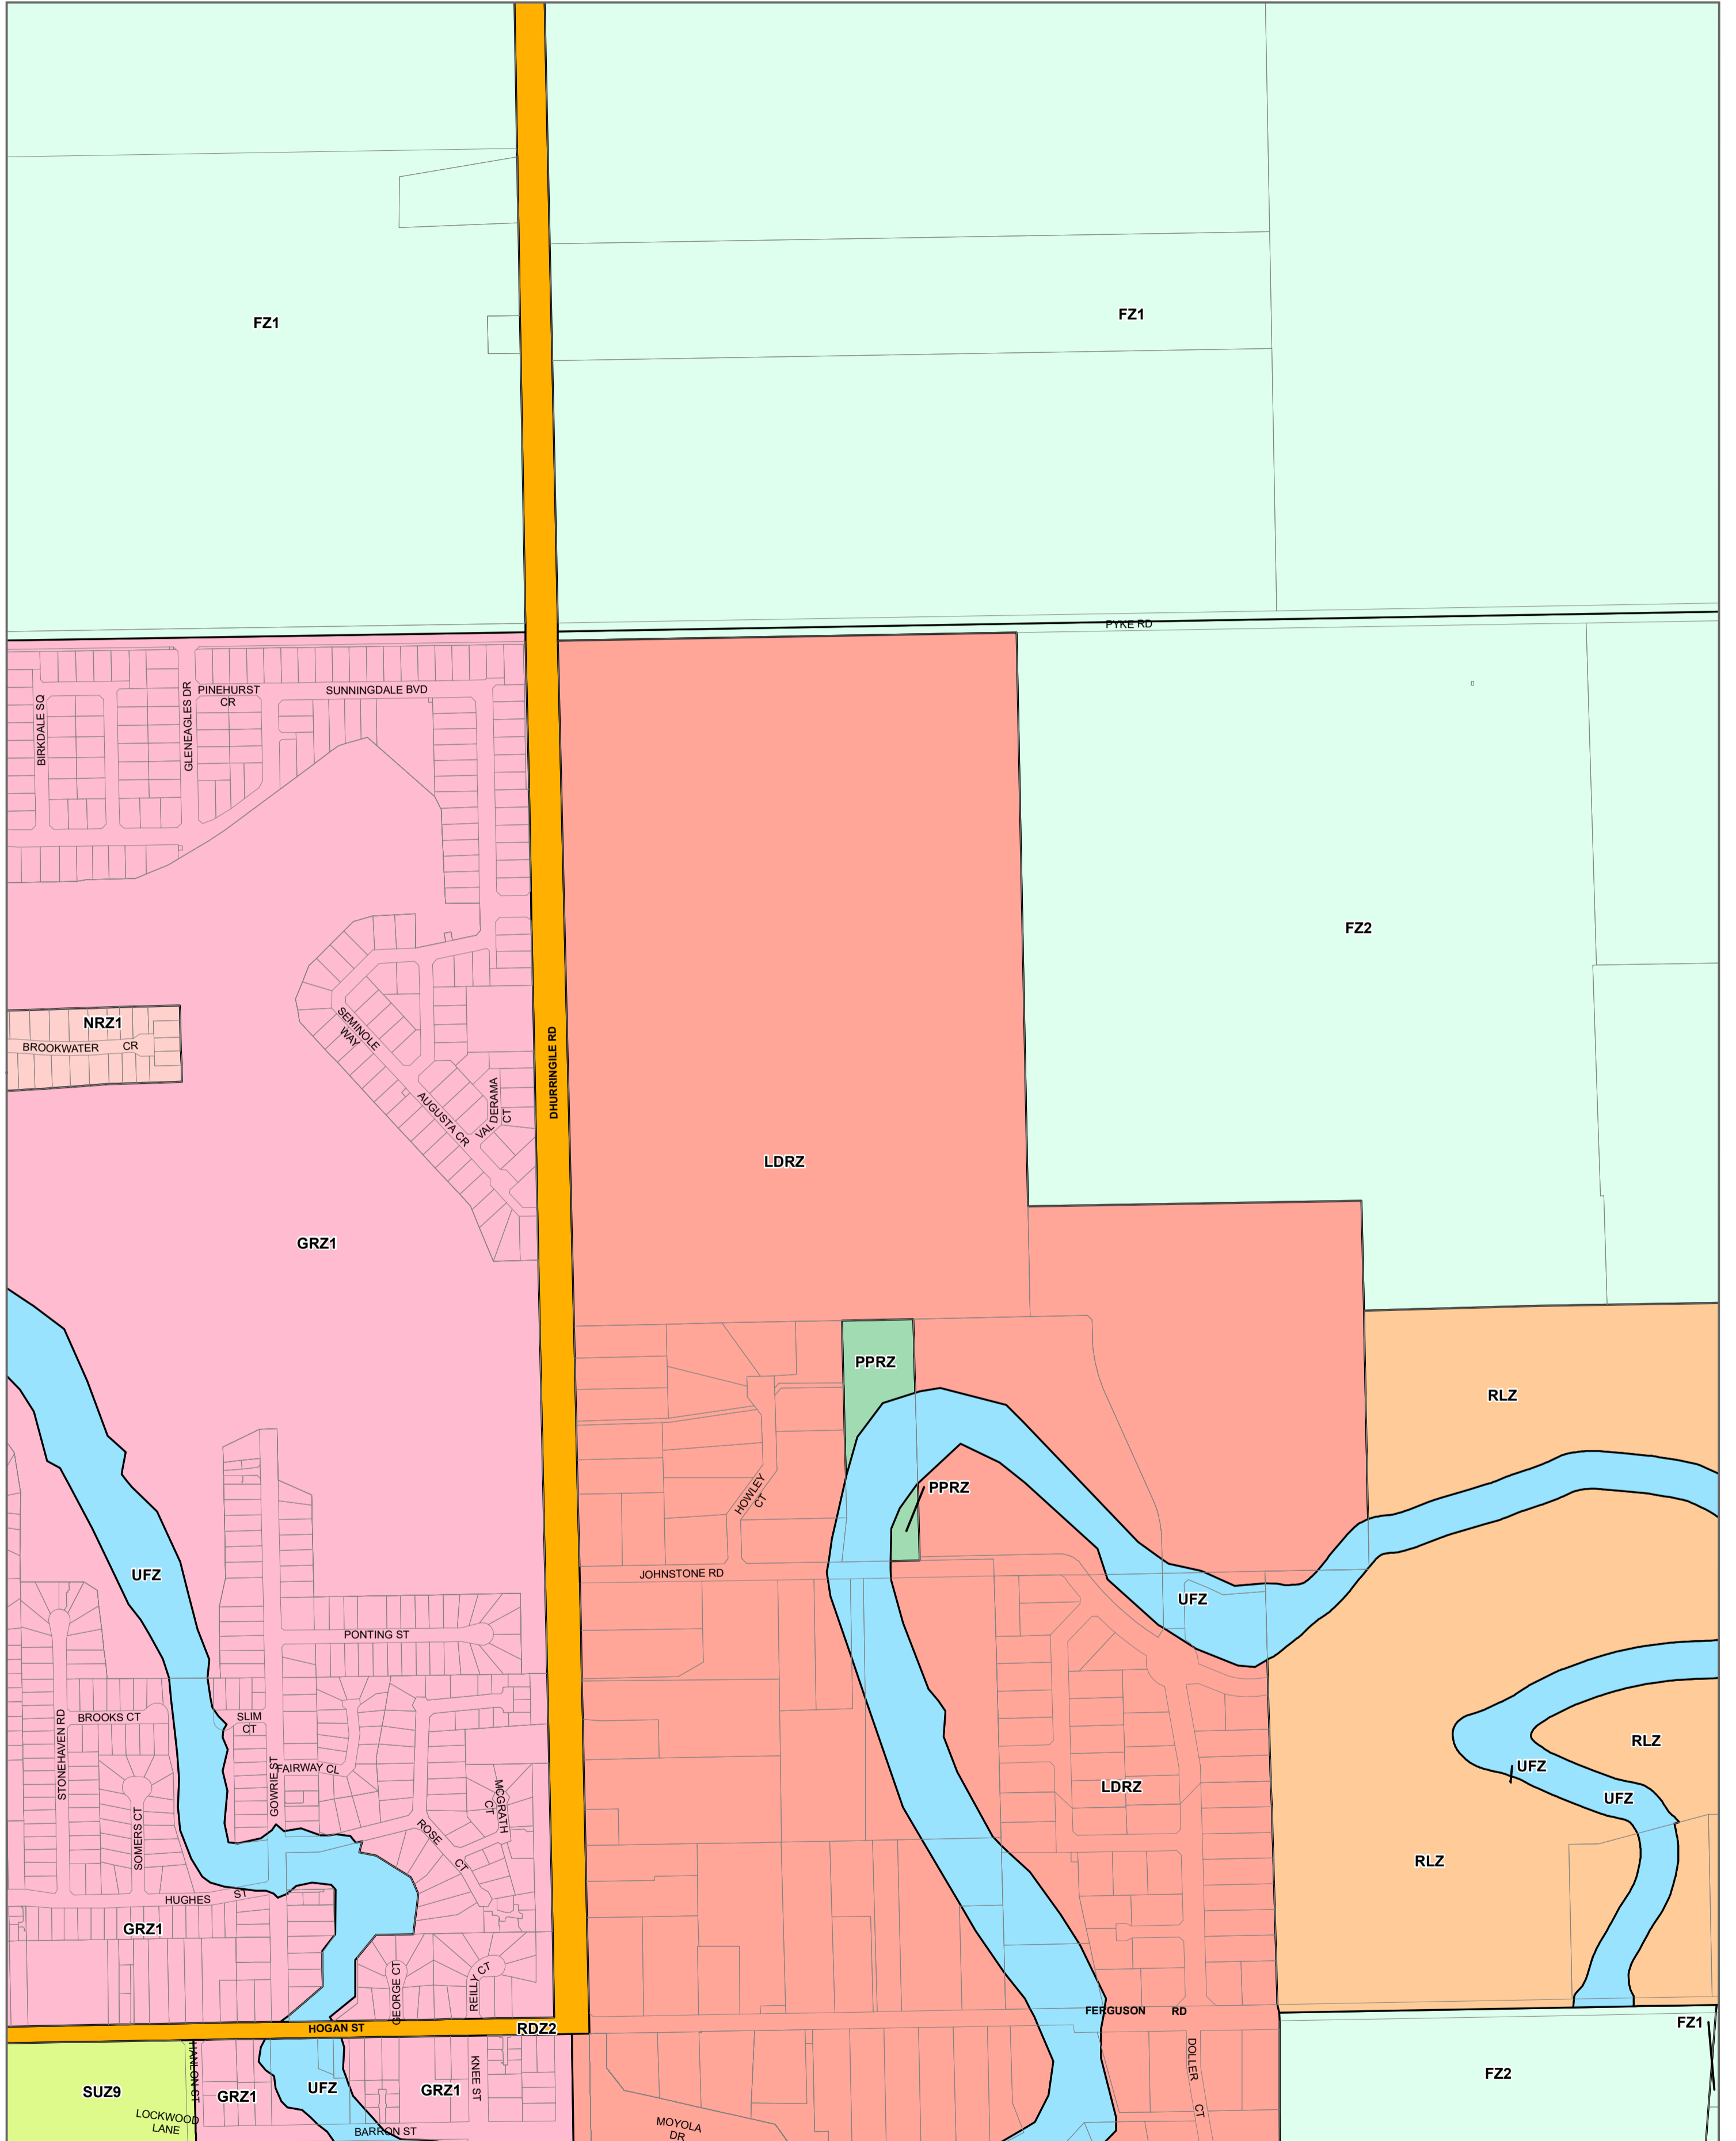 FZ1
FZ1
PYKE RD
BIRKDALE SQ
GLENEAGLES DR
PINEHURST
CR
SUNNINGDALE BVD
FZ2
NRZ1
BROOKWATER CR
SEMINOLE
WAY
DHURRINGILE RD
AUGUSTA CR
VALDERAMA
CT
LDRZ
GRZ1
PPRZ
RLZ
HOWLEY
CT
PPRZ
UFZ
JOHNSTONE RD
UFZ
PONTING ST
STONEHAVEN RD
BROOKS CT
SLIM
CT
GOWRIE ST
FAIRWAY CL
MCGRATH
CT
SOMERS CT
ROSE CT
LDRZ
RLZ
UFZ
UFZ
RLZ
HUGHES ST
GRZ1
GEORGE CT
REILLY CT
FERGUSON RD
HOGAN ST
RDZ2
FZ1
HANLON ST
SUZ9
GRZ1
UFZ
GRZ1
KNEE ST
DOLLER CT
FZ2
LOCKWOOD
LANE
BARRON ST
MOYOLA
DR